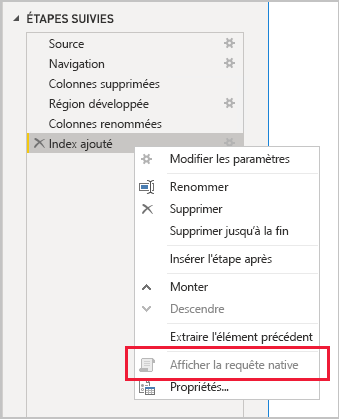 ÉTAPES SUIVIES
Source
Navigation
Colonnes supprimées
Région développée
Colonnes renommées
Index ajouté
Modifier les paramètres
Renommer
Supprimer
Supprimer jusqu'à la fin
Insérer l'étape après
Monter
Descendre
Extraire l'élément précédent
Afficher la requête native
Propriétés...